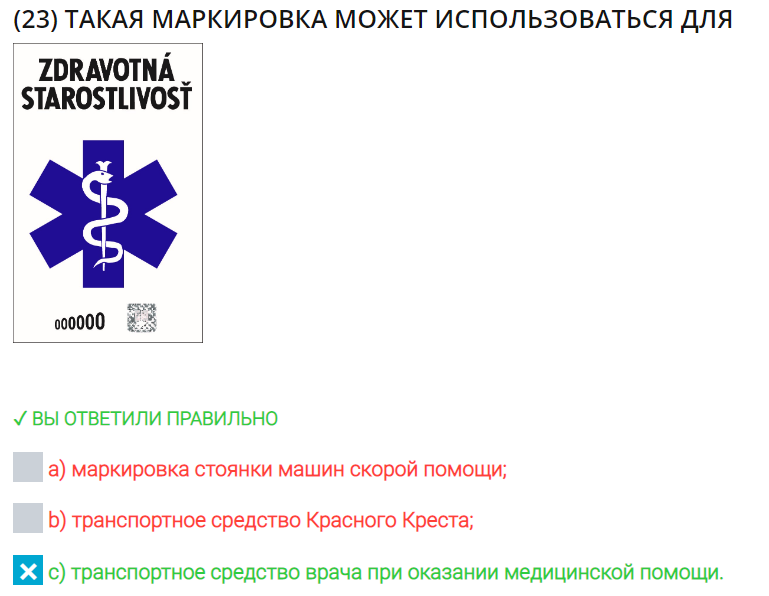 (23) ТАКАЯ МАРКИРОВКА МОЖЕТ ИСПОЛЬЗОВАТЬСЯ ДЛЯ
ZDRAVOTNÁ
STAROSTLIVOSŤ
000000
✓ ВЫ ОТВЕТИЛИ ПРАВИЛЬНО
a) маркировка стоянки машин скорой помощи;
b) транспортное средство Красного Креста;
c) транспортное средство врача при оказании медицинской помощи.